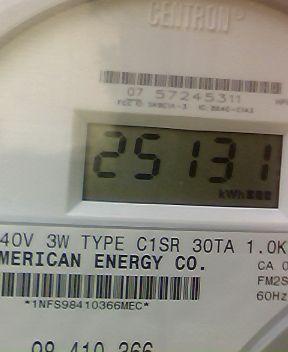 CENTRON®
07 57245311
25131
kWh
40V 3W TYPE C1SR 30TA 1.0K
MERICAN ENERGY CO.
CA 0
FM2S
60Hz
*1NFS98410366MEC*
98 410 366